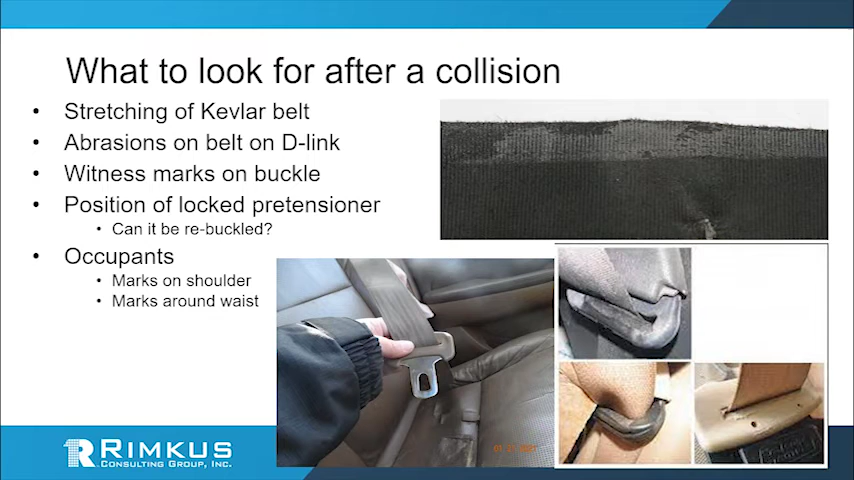 What to look for after a collision
• Stretching of Kevlar belt
• Abrasions on belt on D-link
• Witness marks on buckle
• Position of locked pretensioner
• Can it be re-buckled?
• Occupants
• Marks on shoulder
• Marks around waist
RIMKUS
CONSULTING GROUP, INC.